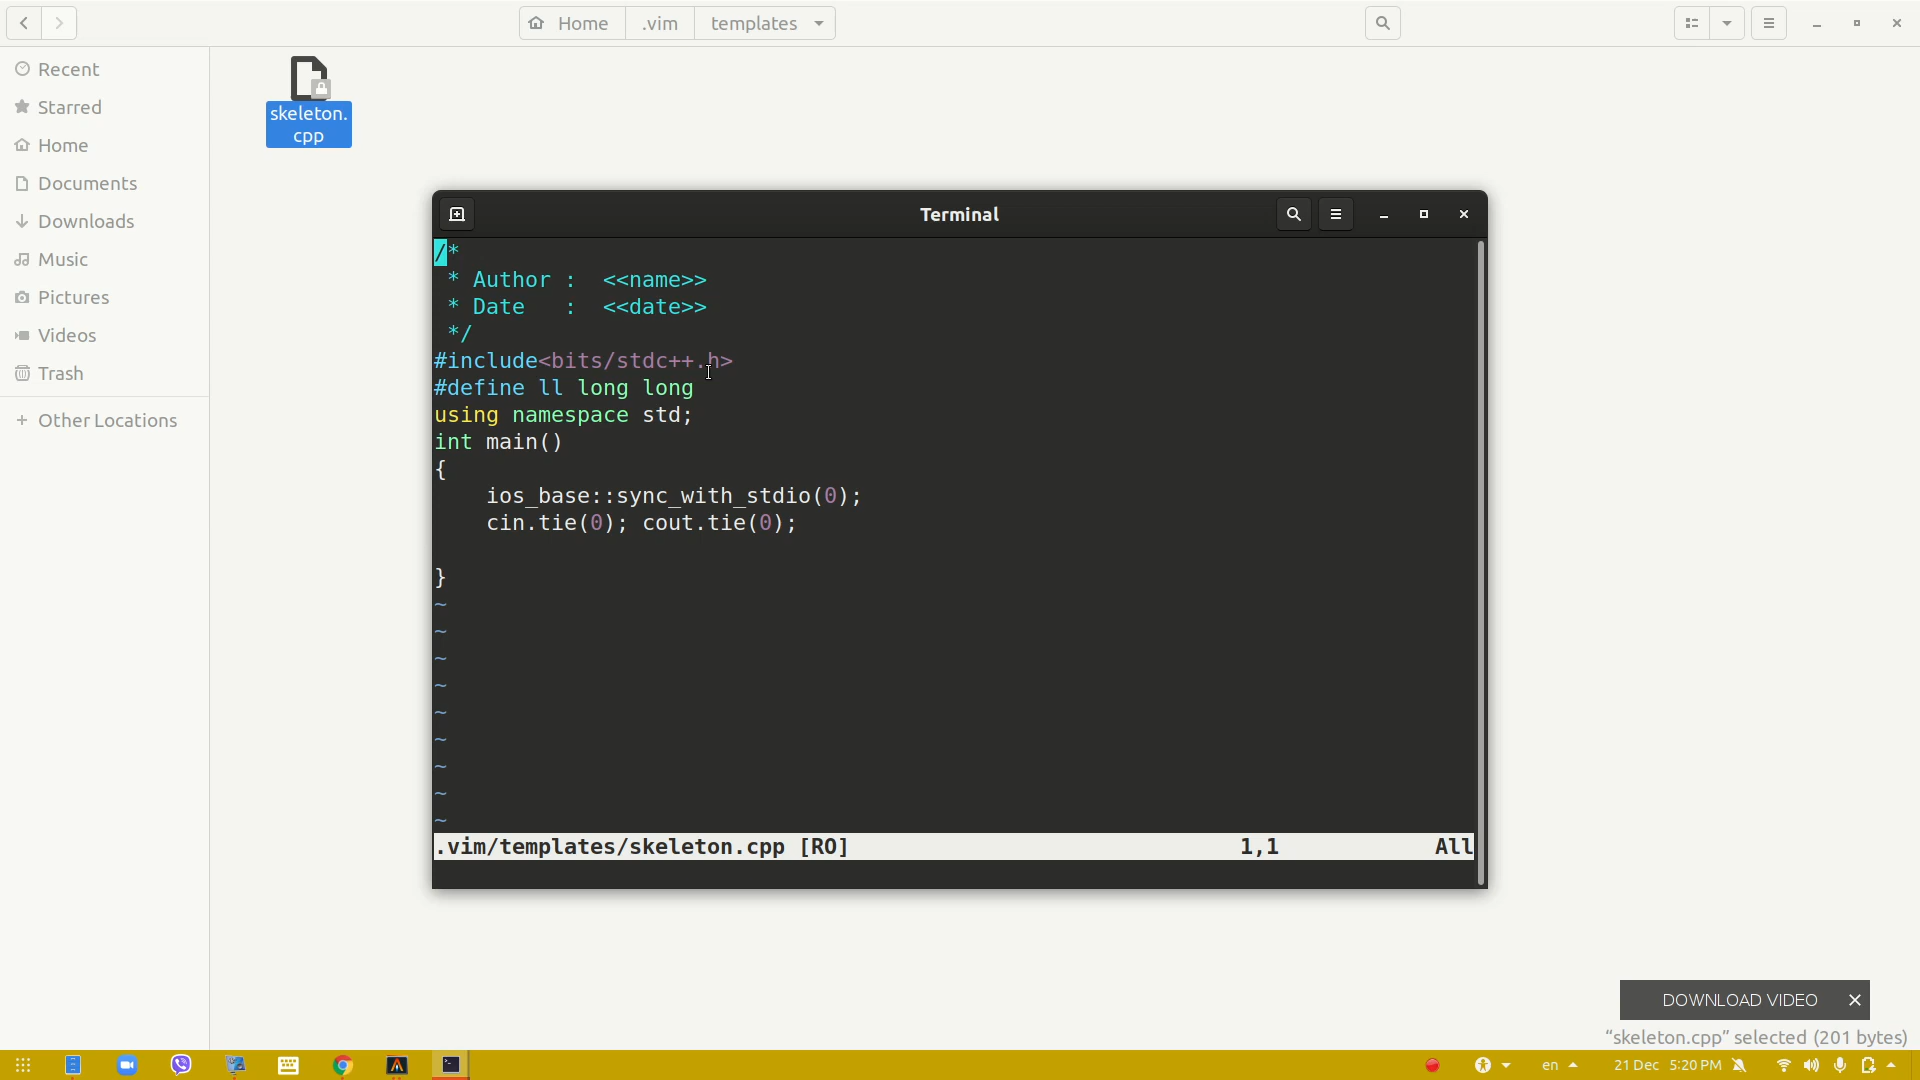 Home .vim templates
Recent
Starred
Home
Documents
Downloads
Music
Pictures
Videos
Trash
+ Other Locations
skeleton.
cpp
Terminal
/*
* Author :  <<name>>
* Date   :  <<date>>
*/
#include<bits/stdc++.h>
#define ll long long
using namespace std;
int main()
{
ios_base::sync_with_stdio(0);
cin.tie(0); cout.tie(0);
}
~
~
~
~
~
~
~
~
~
.vim/templates/skeleton.cpp [RO] 1,1 All
DOWNLOAD VIDEO
“skeleton.cpp” selected (201 bytes)
en 21 Dec 5:20 PM